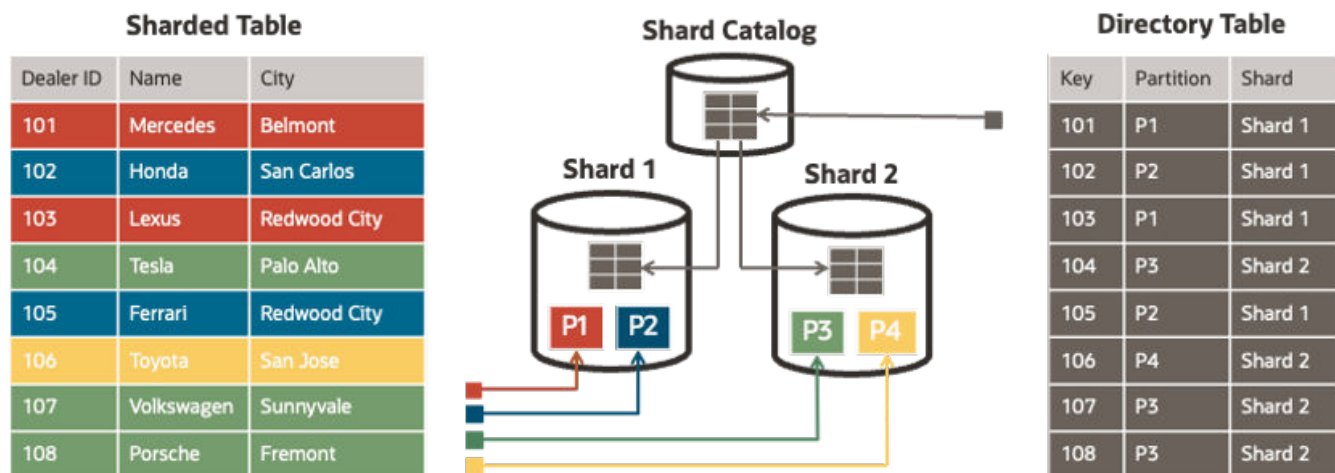 Sharded Table
Dealer ID Name City
101 Mercedes Belmont
102 Honda San Carlos
103 Lexus Redwood City
104 Tesla Palo Alto
105 Ferrari Redwood City
106 Toyota San Jose
107 Volkswagen Sunnyvale
108 Porsche Fremont
Shard Catalog
Shard 1
Shard 2
P1 P2
P3 P4
Directory Table
Key Partition Shard
101 P1 Shard 1
102 P2 Shard 1
103 P1 Shard 1
104 P3 Shard 2
105 P2 Shard 1
106 P4 Shard 2
107 P3 Shard 2
108 P3 Shard 2